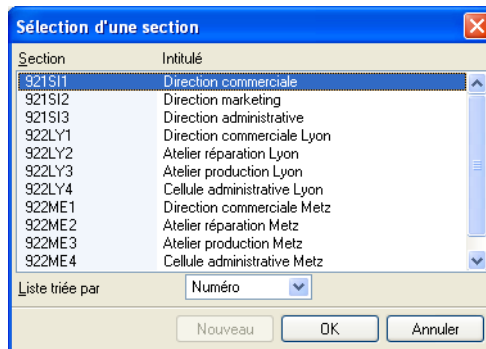 Sélection d'une section
Section Intitulé
921SI1 Direction commerciale
921SI2 Direction marketing
921SI3 Direction administrative
922LY1 Direction commerciale Lyon
922LY2 Atelier réparation Lyon
922LY3 Atelier production Lyon
922LY4 Cellule administrative Lyon
922ME1 Direction commerciale Metz
922ME2 Atelier réparation Metz
922ME3 Atelier production Metz
922ME4 Cellule administrative Metz
Liste triée par Numéro
Nouveau OK Annuler